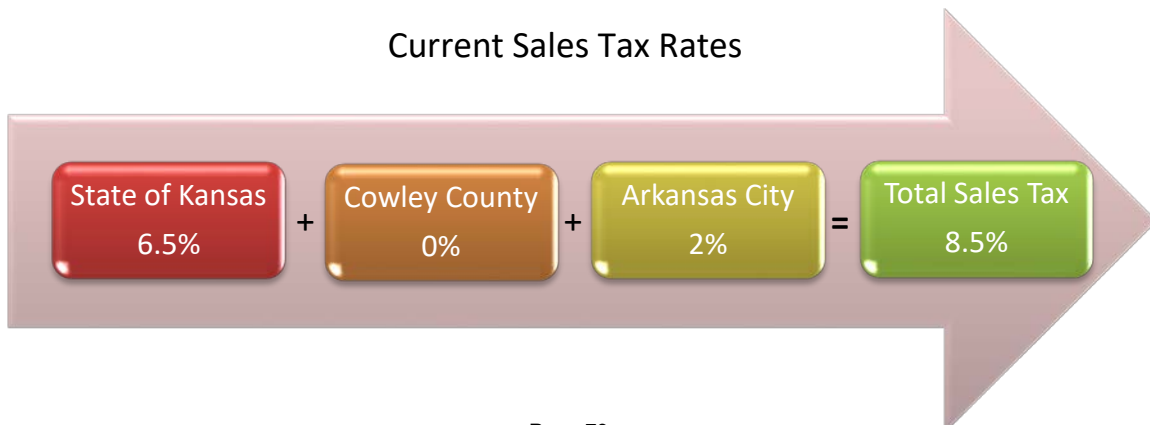 Current Sales Tax Rates
State of Kansas
6.5%
+
Cowley County
0%
+
Arkansas City
2%
=
Total Sales Tax
8.5%